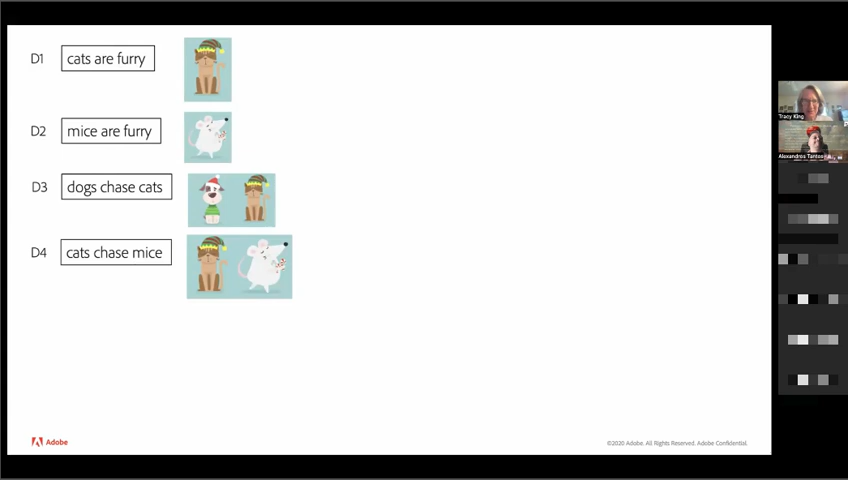 D1 cats are furry
D2 mice are furry
D3 dogs chase cats
D4 cats chase mice
Adobe
©2020 Adobe. All Rights Reserved. Adobe Confidential.
Tracy King